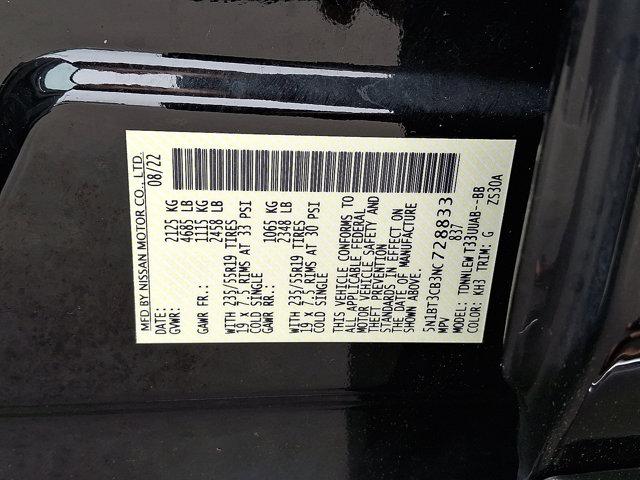 MFD BY NISSAN MOTOR CO., LTD.
DATE: 08/22
GVWR: 2125 KG
4685 LB
GAWR FR.: 1115 KG
2458 LB
WITH 235/55R19 TIRES
19 X 7.5 RIMS AT 33 PSI
COLD SINGLE
GAWR RR.: 1065 KG
2348 LB
WITH 235/55R19 TIRES
19 X 7.5 RIMS AT 30 PSI
COLD SINGLE
THIS VEHICLE CONFORMS TO
ALL APPLICABLE FEDERAL
MOTOR VEHICLE SAFETY AND
THEFT PREVENTION
STANDARDS IN EFFECT ON
THE DATE OF MANUFACTURE
SHOWN ABOVE.
5N1BT3CB3NC728833
MPV 837
MODEL: TDNNLEW T33UUAB--BB
COLOR: KH3 TRIM: G ZS30A